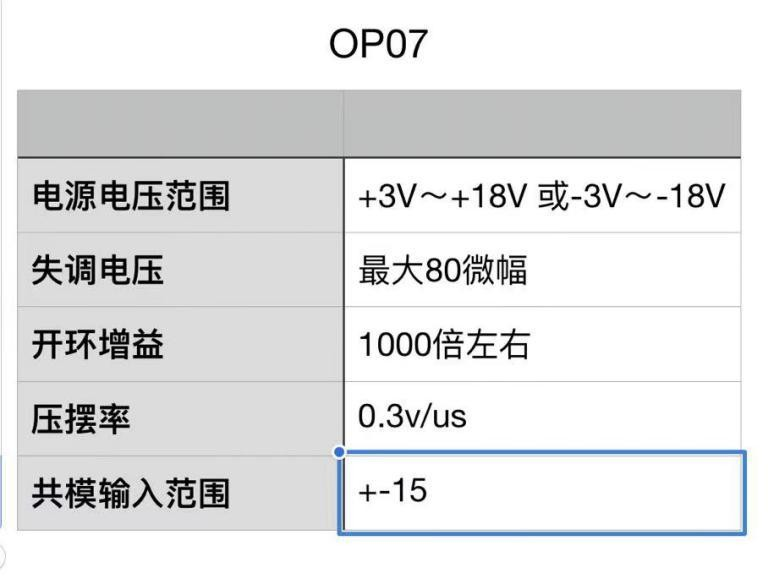 OP07
电源电压范围 +3V～+18V 或-3V～-18V
失调电压 最大80微幅
开环增益 1000倍左右
压摆率 0.3v/us
共模输入范围 +-15